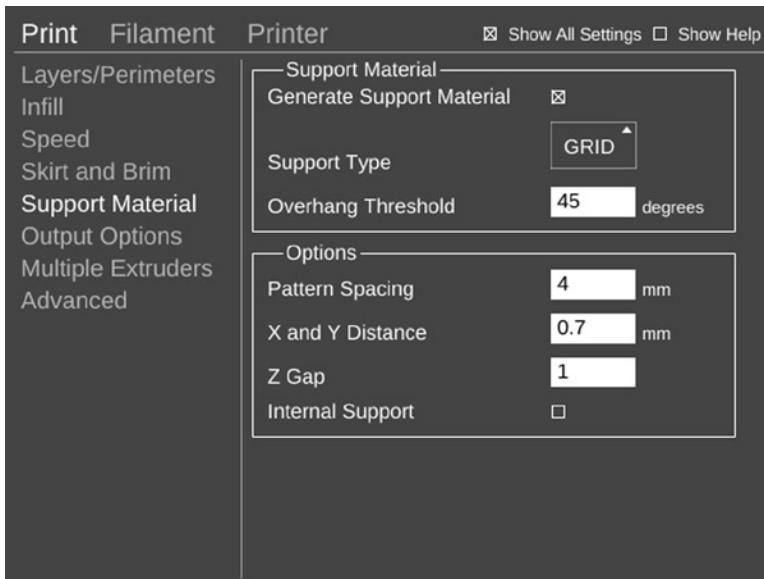 Print Filament Printer Show All Settings Show Help
Layers/Perimeters
Infill
Speed
Skirt and Brim
Support Material
Output Options
Multiple Extruders
Advanced
Support Material
Generate Support Material
Support Type GRID
Overhang Threshold 45 degrees
Options
Pattern Spacing 4 mm
X and Y Distance 0.7 mm
Z Gap 1
Internal Support